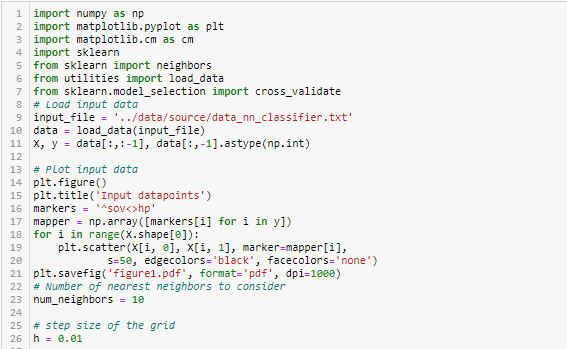 1 import numpy as np
2 import matplotlib.pyplot as plt
3 import matplotlib.cm as cm
4 import sklearn
5 from sklearn import neighbors
6 from utilities import load_data
7 from sklearn.model_selection import cross_validate
8 # Load input data
9 input_file = '../data/source/data_nn_classifier.txt'
10 data = load_data(input_file)
11 X, y = data[:,:-1], data[:,-1].astype(np.int)
12
13 # Plot input data
14 plt.figure()
15 plt.title('Input datapoints')
16 markers = '^sov<>hp'
17 mapper = np.array([markers[i] for i in y])
18 for i in range(X.shape[0]):
19     plt.scatter(X[i, 0], X[i, 1], marker=mapper[i],
20             s=50, edgecolors='black', facecolors='none')
21 plt.savefig('figure1.pdf', format='pdf', dpi=1000)
22 # Number of nearest neighbors to consider
23 num_neighbors = 10
24
25 # step size of the grid
26 h = 0.01